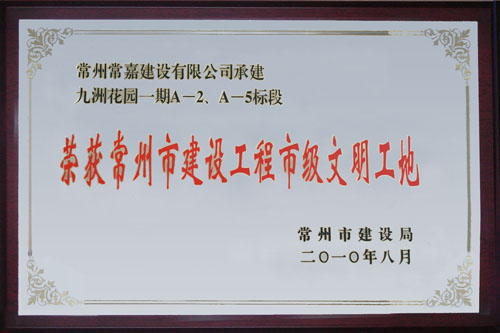 常州常嘉建设有限公司承建
九洲花园一期A－2、A－5标段
荣获常州市建设工程市级文明工地
常州市建设局
二〇一〇年八月